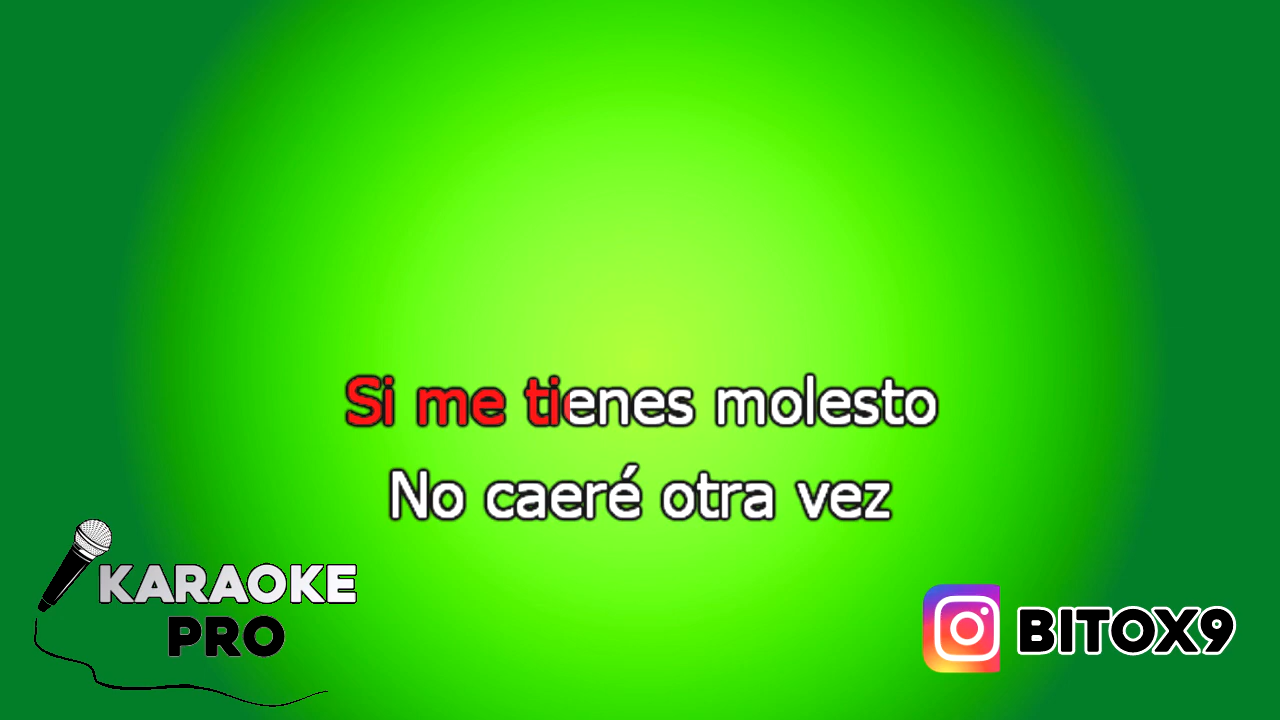 Si me tienes molesto
No caeré otra vez
KARAOKE
PRO
BITOX9